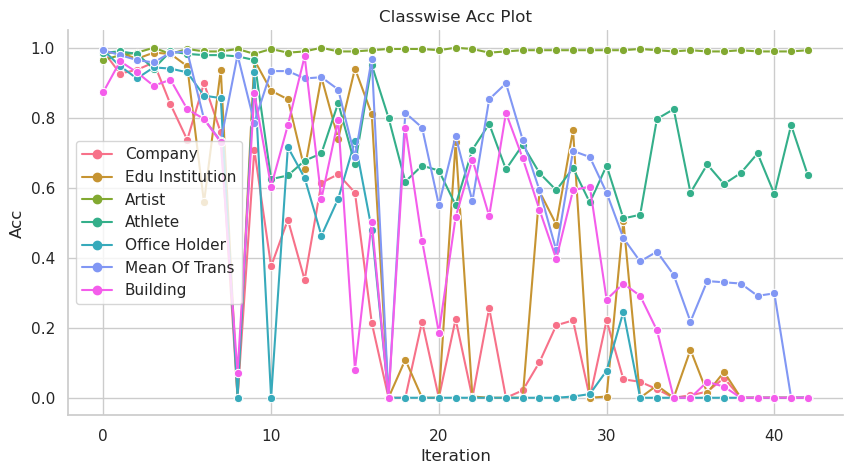 Classwise Acc Plot
1.0
0.8
0.6
0.4
0.2
0.0
Acc
Company
Edu Institution
Artist
Athlete
Office Holder
Mean Of Trans
Building
0
10
20
30
40
Iteration